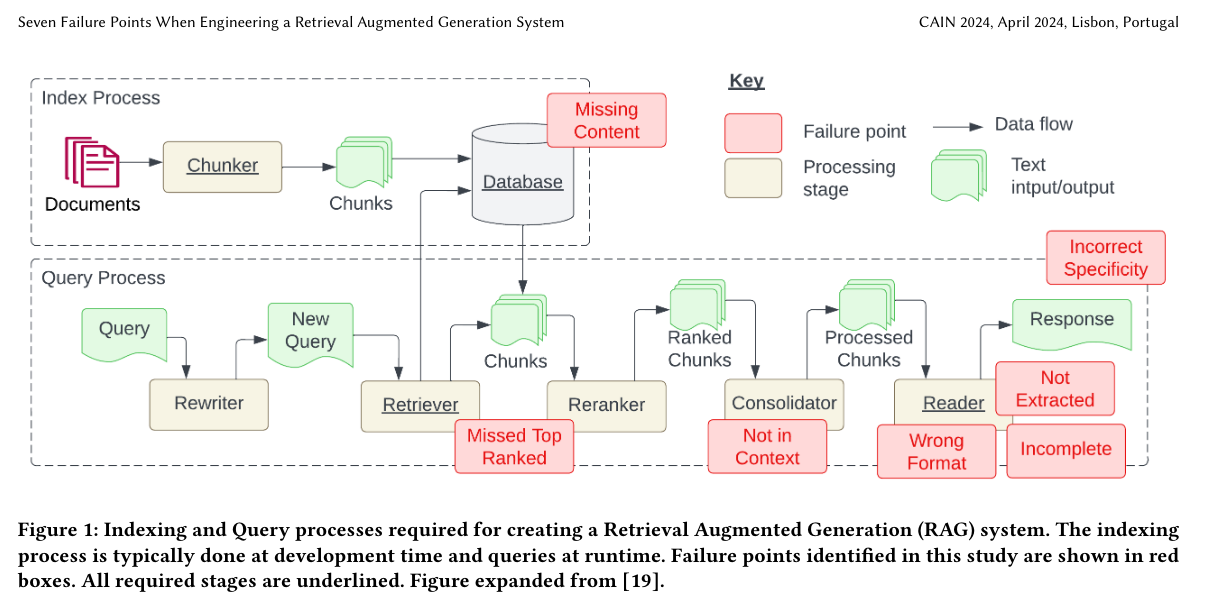 Seven Failure Points When Engineering a Retrieval Augmented Generation System
CAIN 2024, April 2024, Lisbon, Portugal
Index Process
Documents
Chunker
Chunks
Database
Missing
Content
Key
Failure point
Processing
stage
Data flow
Text
intput/output
Query Process
Query
Rewriter
New
Query
Retriever
Chunks
Missed Top
Ranked
Reranker
Ranked
Chunks
Consolidator
Not in
Context
Processed
Chunks
Reader
Response
Incorrect
Specificity
Not
Extracted
Wrong
Format
Incomplete
Figure 1: Indexing and Query processes required for creating a Retrieval Augmented Generation (RAG) system. The indexing
process is typically done at development time and queries at runtime. Failure points identified in this study are shown in red
boxes. All required stages are underlined. Figure expanded from [19].